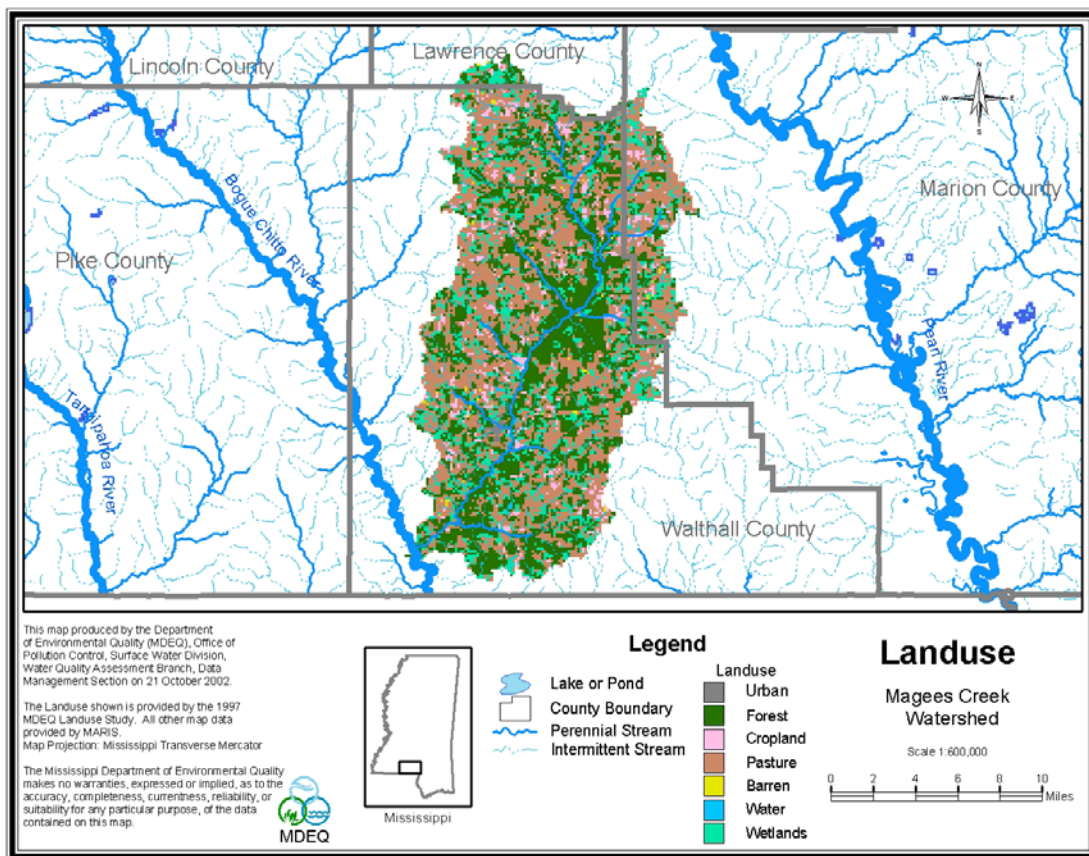 Lincoln County
Lawrence County
N
W
E
S
Marion County
Bogue Chitto River
Pike County
Pearl River
Tangipahoa River
Walthall County
This map produced by the Department
of Environmental Quality (MDEQ), Office of
Pollution Control, Surface Water Division,
Water Quality Assessment Branch, Data
Management Section on 21 October 2002.
The Landuse shown is provided by the 1997
MDEQ Landuse Study. All other map data
provided by MARIS.
Map Projection: Mississippi Transverse Mercator
The Mississippi Department of Environmental Quality
makes no warranties, expressed or implied, as to the
accuracy, completeness, currentness, reliability, or
suitability for any particular purpose, of the data
contained on this map.
MDEQ
Mississippi
Legend
Lake or Pond
County Boundary
Perennial Stream
Intermittent Stream
Landuse
Urban
Forest
Cropland
Pasture
Barren
Water
Wetlands
Landuse
Magees Creek
Watershed
Scale 1:600,000
0 2 4 6 8 10
Miles